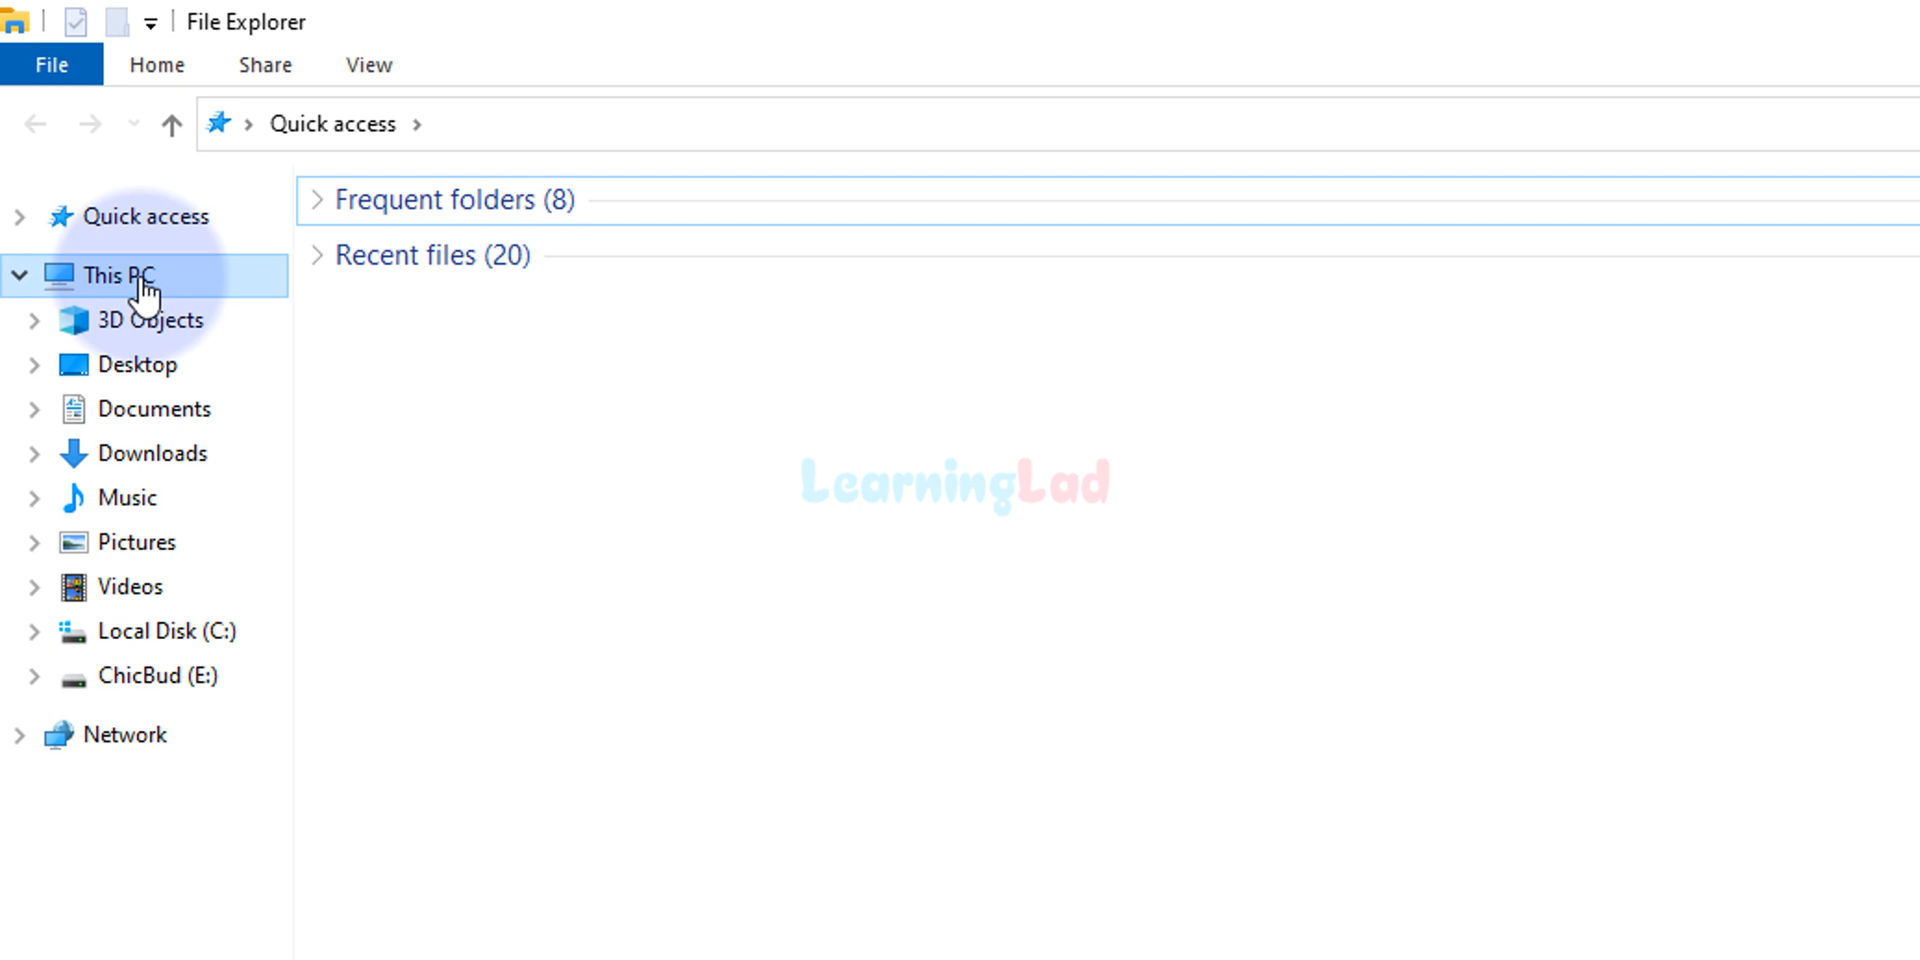 File Explorer
File Home Share View
Quick access
Quick access
This PC
3D Objects
Desktop
Documents
Downloads
Music
Pictures
Videos
Local Disk (C:)
ChicBud (E:)
Network
Frequent folders (8)
Recent files (20)
LearningLad